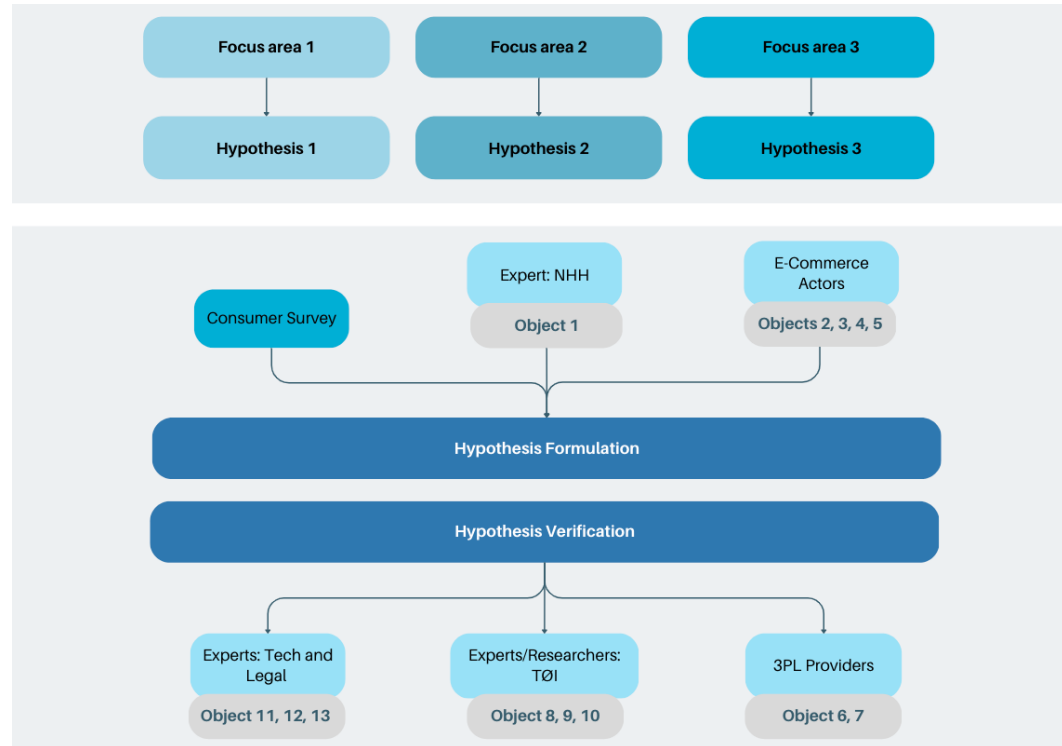 Focus area 1
Focus area 2
Focus area 3
Hypothesis 1
Hypothesis 2
Hypothesis 3
Consumer Survey
Expert: NHH
Object 1
E-Commerce
Actors
Objects 2, 3, 4, 5
Hypothesis Formulation
Hypothesis Verification
Experts: Tech and
Legal
Object 11, 12, 13
Experts/Researchers:
TØI
Object 8, 9, 10
3PL Providers
Object 6, 7